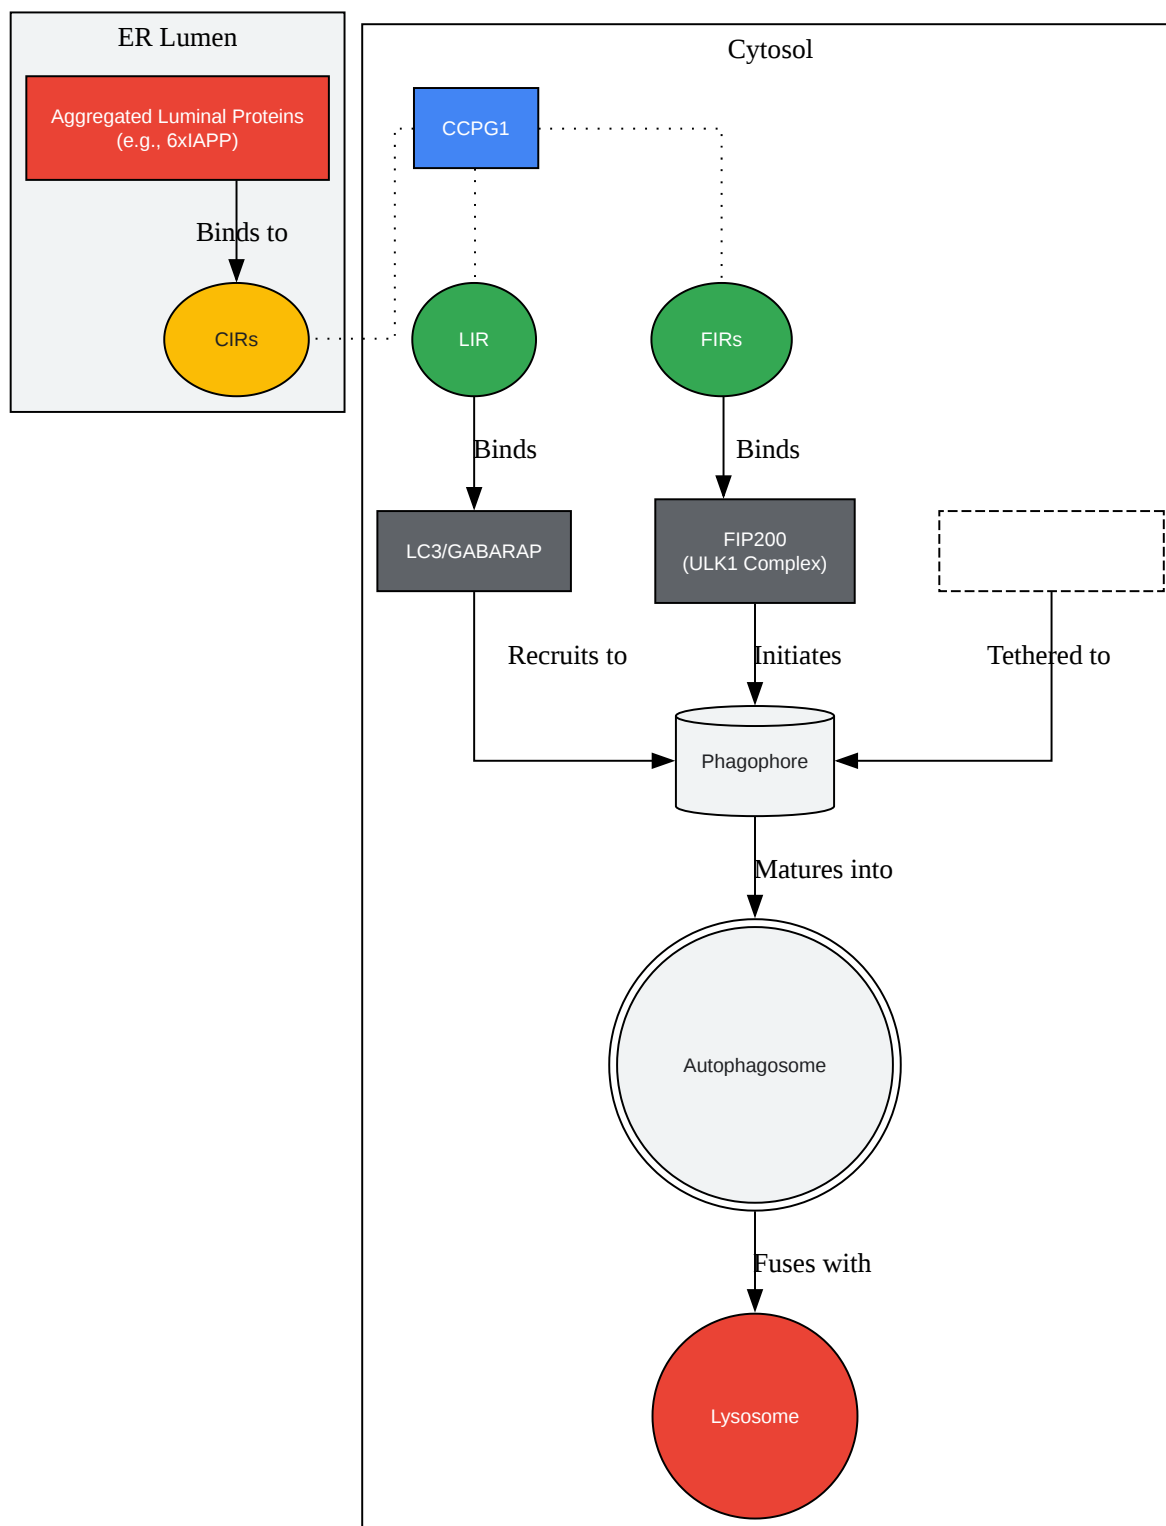 ER Lumen
Aggregated Luminal Proteins
(e.g., 6xIAPP)
Binds to
CIRs
Cytosol
CCPG1
LIR
FIRs
Binds
Binds
LC3/GABARAP
FIP200
(ULK1 Complex)
Recruits to
Initiates
Tethered to
Phagophore
Matures into
Autophagosome
Fuses with
Lysosome